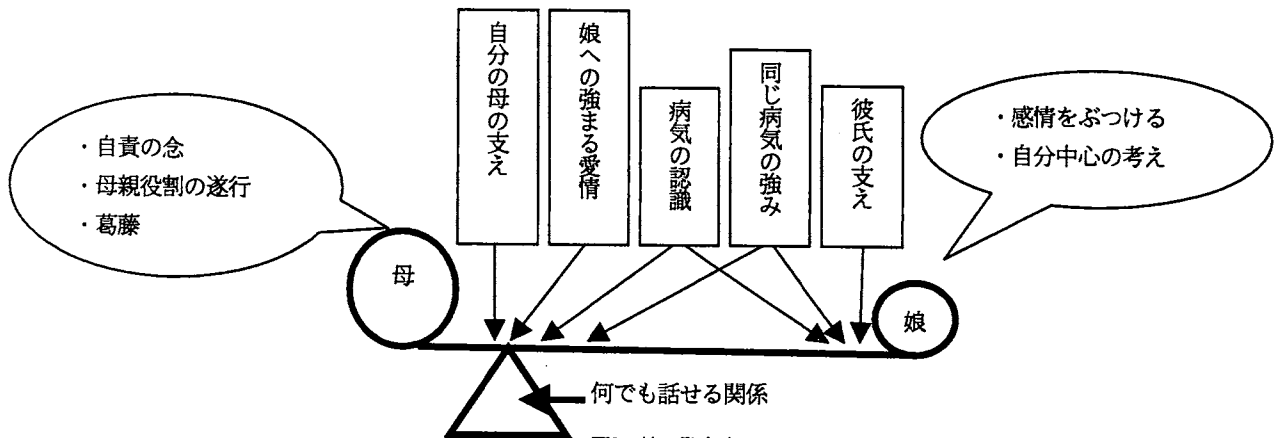 ・自責の念
・母親役割の遂行
・葛藤
母
自分の母の支え
娘への強まる愛情
病気の認識
同じ病気の強み
彼氏の支え
・感情をぶつける
・自分中心の考え
娘
何でも話せる関係